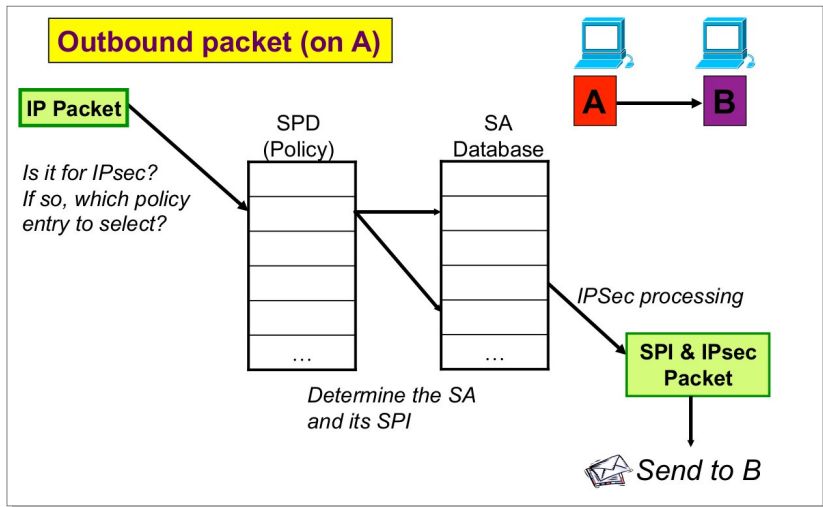 Outbound packet (on A)
A
B
IP Packet
Is it for IPsec?
If so, which policy
entry to select?
SPD
(Policy)
...
SA
Database
...
Determine the SA
and its SPI
IPSec processing
SPI & IPsec
Packet
Send to B